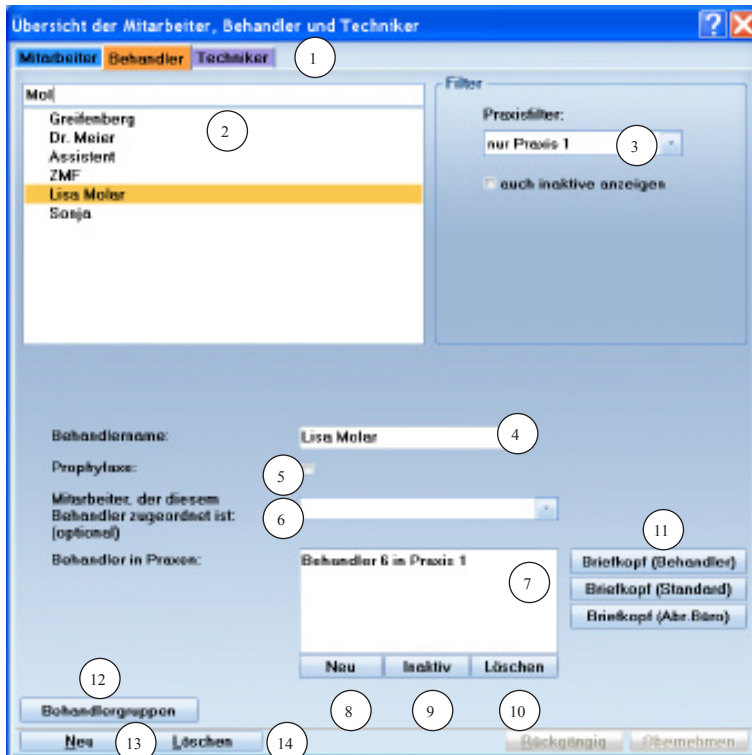 Übersicht der Mitarbeiter, Behandler und Techniker
Mitarbeiter Behandler Techniker 1
Mol
Greifenberg
Dr. Meier
Assistent
ZMF
Lisa Molar
Sonja
2
Filter
Praxisfilter:
nur Praxis 1 3
auch inaktive anzeigen
Behandlername: Lisa Molar 4
Prophylaxe: 5
Mitarbeiter, der diesem
Behandler zugeordnet ist:
(optional)
6
Behandler in Praxen: Behandler 6 in Praxis 1
7
11
Briefkopf (Behandler)
Briefkopf (Standard)
Briefkopf (Abr.Büro)
Neu Inaktiv Löschen
12 8 9 10
Behandlergruppen
Neu 13 Löschen 14 Rückgängig Übernehmen